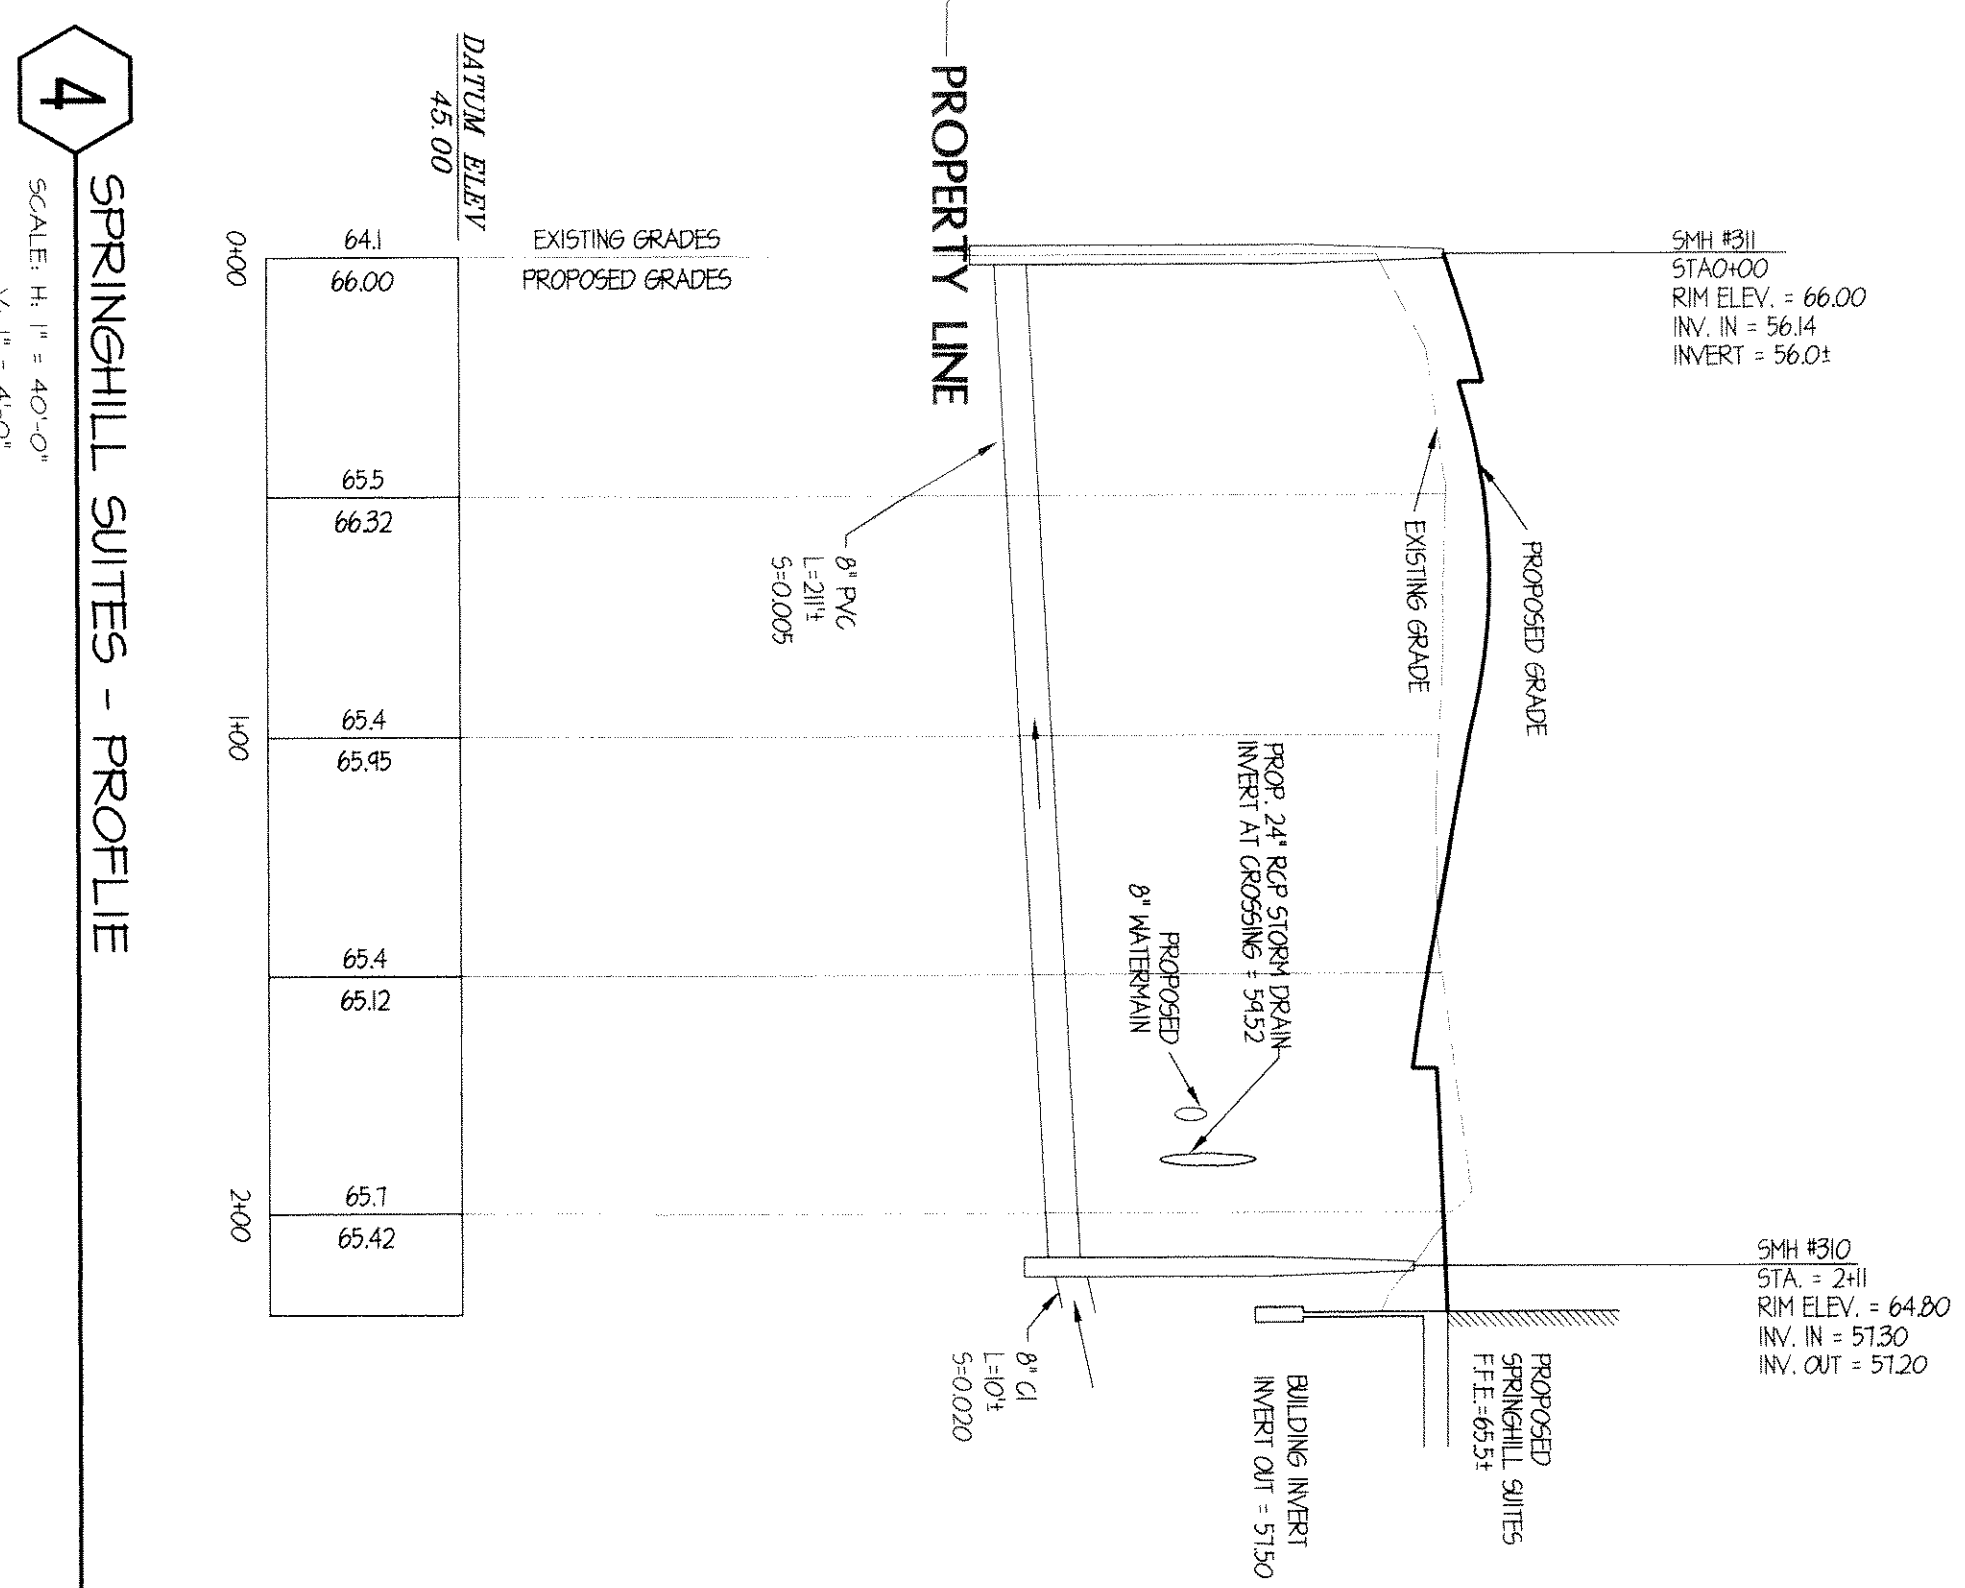 4
SPRINGHILL SUITES - PROFLIE
SCALE: H: 1" = 40'-0"
V: 1" = 4'-0"
DATUM ELEV
45.00
EXISTING GRADES
PROPOSED GRADES
64.1
66.00
65.5
66.32
65.4
65.95
65.4
65.12
65.7
65.42
0+00
1+00
2+00
PROPERTY LINE
SMH #311
STA0+00
RIM ELEV. = 66.00
INV. IN = 56.14
INVERT = 56.0±
PROPOSED GRADE
EXISTING GRADE
8" PVC
L=211'±
S=0.005
PROP. 24" RCP STORM DRAIN
INVERT AT CROSSING = 59.52
PROPOSED
8" WATERMAIN
SMH #310
STA. = 2+11
RIM ELEV. = 64.80
INV. IN = 57.30
INV. OUT = 57.20
PROPOSED
SPRINGHILL SUITES
F.F.E.=65.5±
BUILDING INVERT
INVERT OUT = 57.50
8" CI
L=10'±
S=0.020